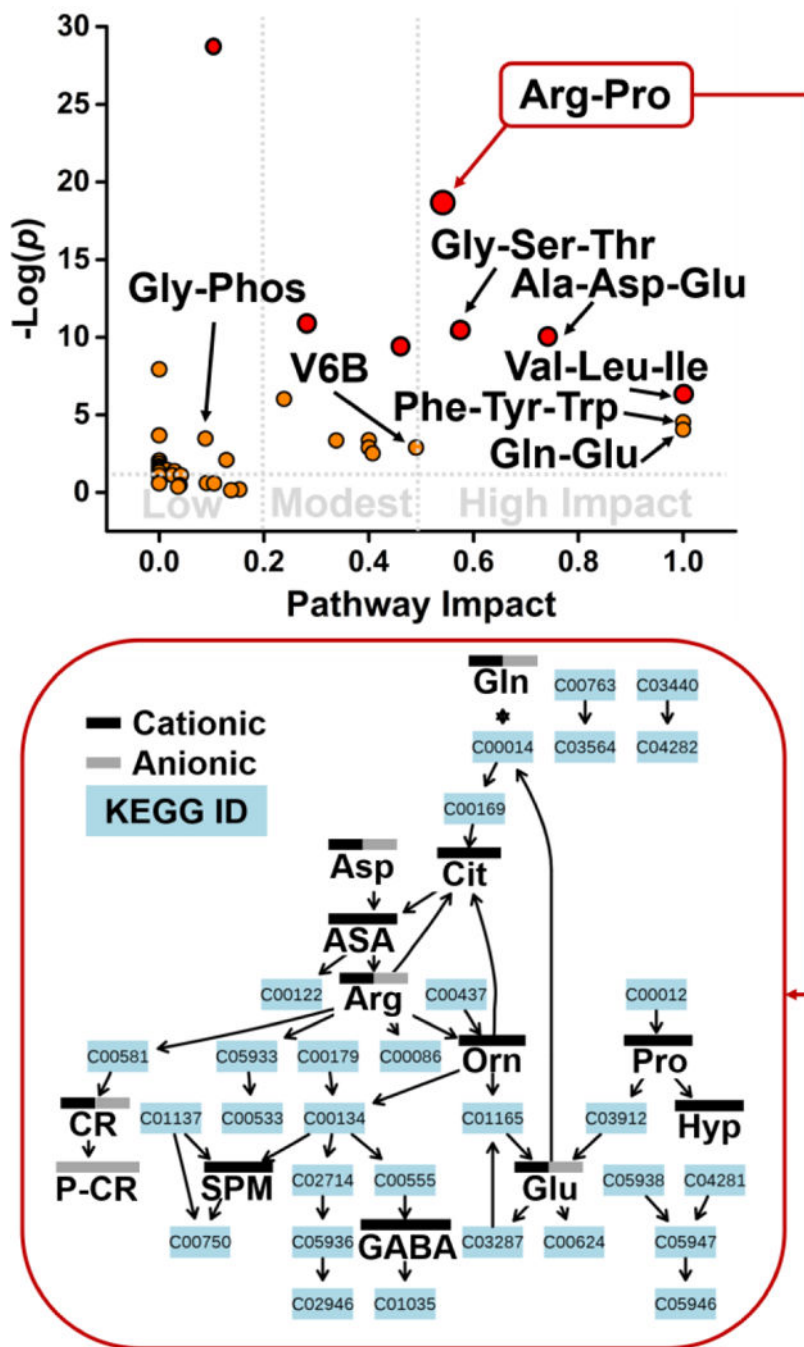 30
25
20
15
10
5
0
-Log(p)
Arg-Pro
Gly-Ser-Thr
Gly-Phos
Ala-Asp-Glu
V6B
Val-Leu-Ile
Phe-Tyr-Trp
Gln-Glu
Low
Modest
High Impact
0.0 0.2 0.4 0.6 0.8 1.0
Pathway Impact
Cationic
Anionic
KEGG ID
Gln
C00763 C03440
C00014 C03564 C04282
C00169
Asp
Cit
ASA
C00122 Arg C00437 C00012
C00581 C05933 C00179 C00086 Orn Pro
CR C01137 C00533 C00134 C01165 C03912 Hyp
P-CR SPM C02714 C00555 Glu C05938 C04281
C00750 C05936 GABA C03287 C00624 C05947
C02946 C01035 C05946